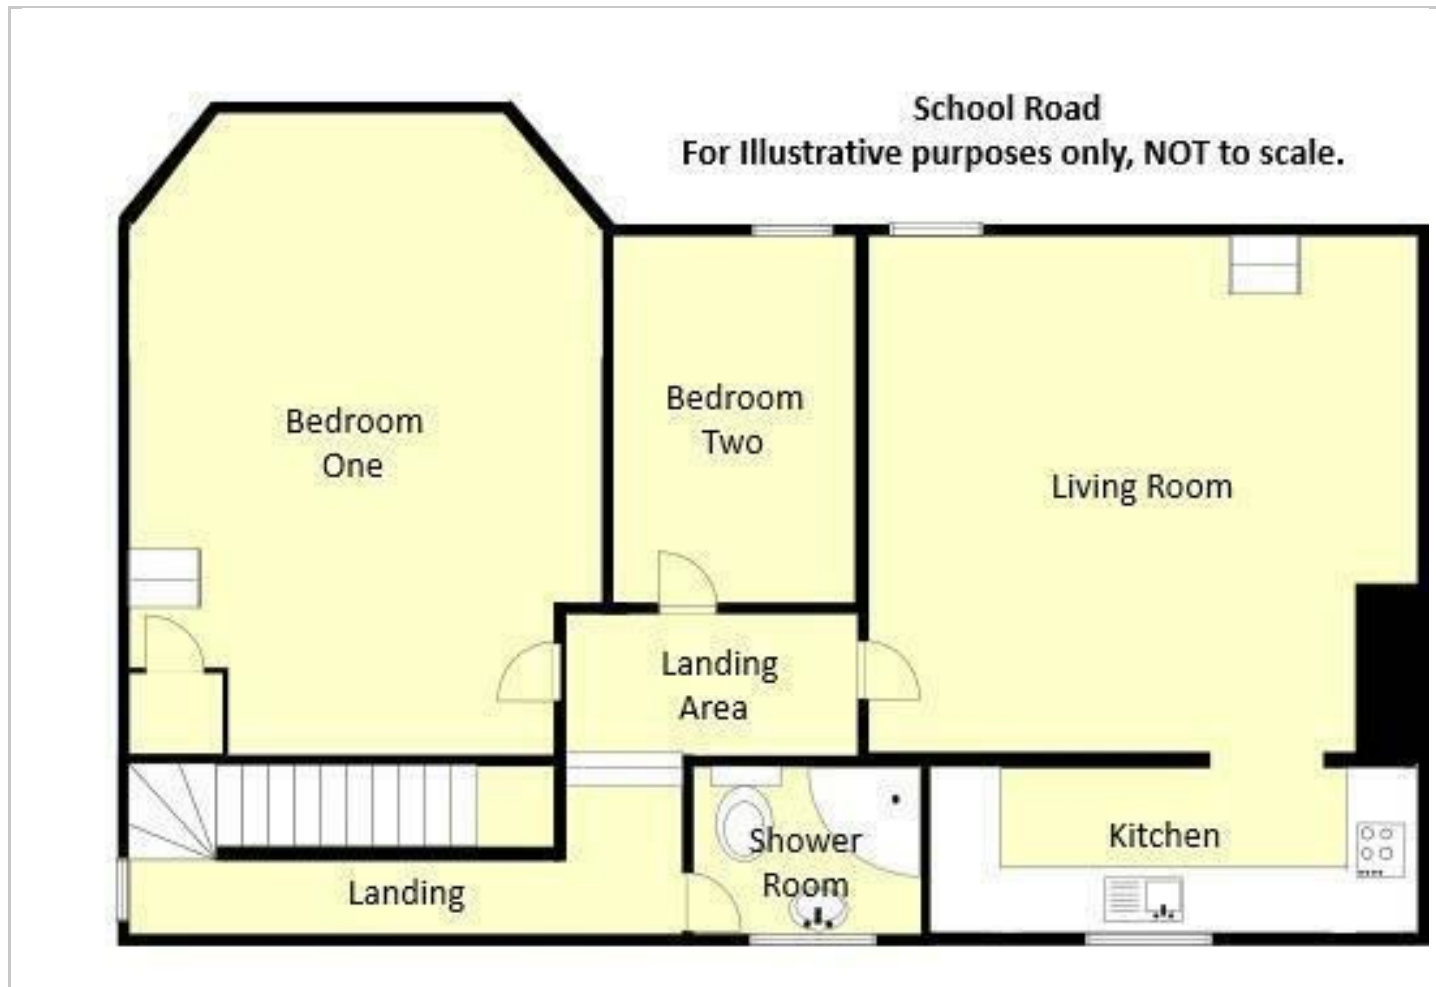 School Road
For Illustrative purposes only, NOT to scale.
Bedroom
One
Bedroom
Two
Living Room
Landing
Area
Shower
Room
Kitchen
Landing